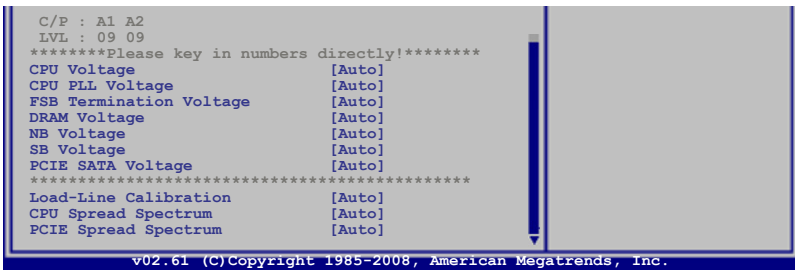 C/P : A1 A2
LVL : 09 09
********Please key in numbers directly!********
CPU Voltage [Auto]
CPU PLL Voltage [Auto]
FSB Termination Voltage [Auto]
DRAM Voltage [Auto]
NB Voltage [Auto]
SB Voltage [Auto]
PCIE SATA Voltage [Auto]
***********************************************
Load-Line Calibration [Auto]
CPU Spread Spectrum [Auto]
PCIE Spread Spectrum [Auto]
v02.61 (C)Copyright 1985-2008, American Megatrends, Inc.